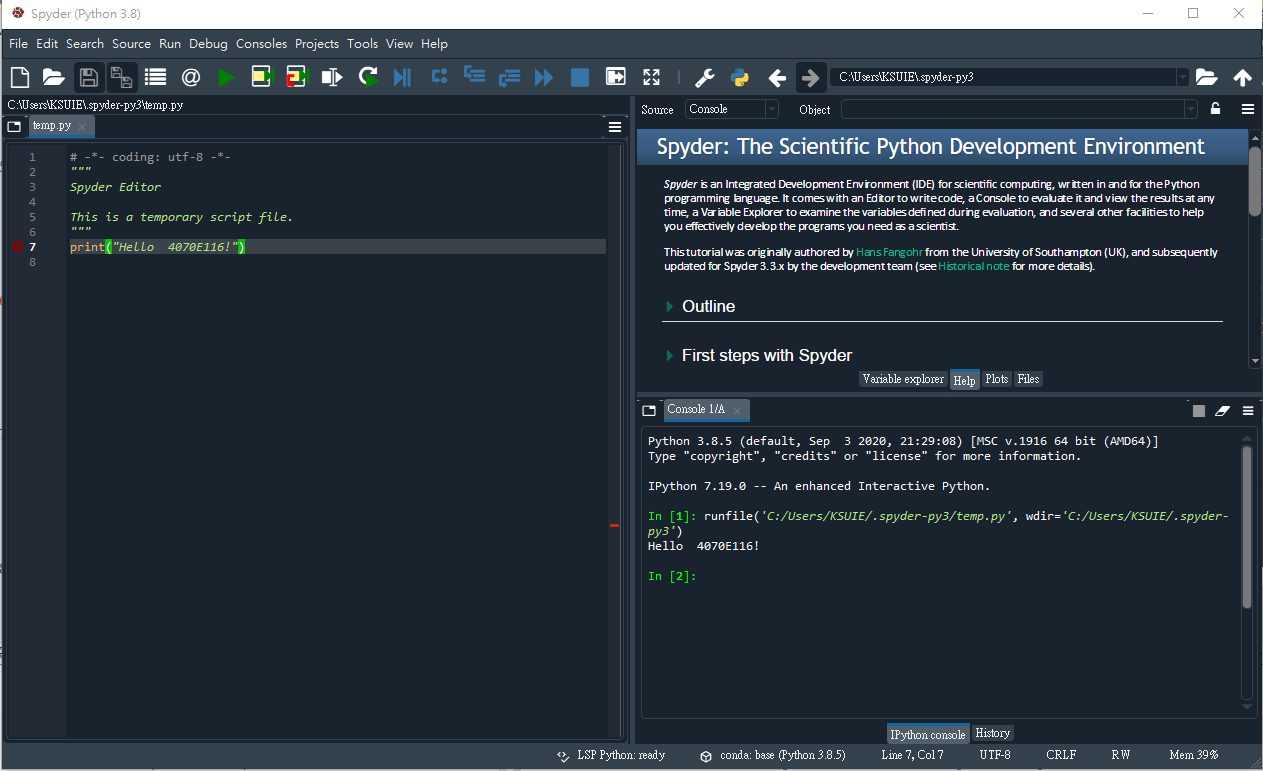 Spyder (Python 3.8)
File Edit Search Source Run Debug Consoles Projects Tools View Help
C:\Users\KSUIE\.spyder-py3
C:\Users\KSUIE\.spyder-py3\temp.py
temp.py
1 # -*- coding: utf-8 -*-
2 """
3 Spyder Editor
4
5 This is a temporary script file.
6 """
7 print("Hello  4070E116!")
8
Source Console Object
Spyder: The Scientific Python Development Environment
Spyder is an Integrated Development Environment (IDE) for scientific computing, written in and for the Python
programming language. It comes with an Editor to write code, a Console to evaluate it and view the results at any
time, a Variable Explorer to examine the variables defined during evaluation, and several other facilities to help
you effectively develop the programs you need as a scientist.
This tutorial was originally authored by Hans Fangohr from the University of Southampton (UK), and subsequently
updated for Spyder 3.3.x by the development team (see Historical note for more details).
Outline
First steps with Spyder
Variable explorer Help Plots Files
Console 1/A
Python 3.8.5 (default, Sep  3 2020, 21:29:08) [MSC v.1916 64 bit (AMD64)]
Type "copyright", "credits" or "license" for more information.
IPython 7.19.0 -- An enhanced Interactive Python.
In [1]: runfile('C:/Users/KSUIE/.spyder-py3/temp.py', wdir='C:/Users/KSUIE/.spyder-
py3')
Hello  4070E116!
In [2]:
IPython console History
LSP Python: ready conda: base (Python 3.8.5) Line 7, Col 7 UTF-8 CRLF RW Mem 39%